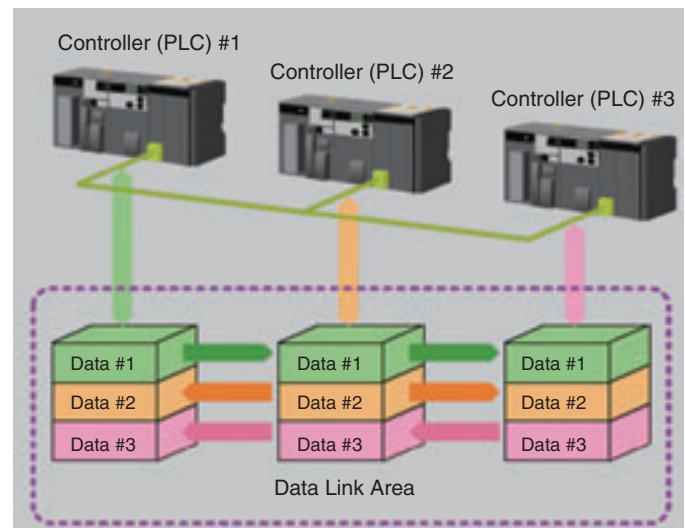 Controller (PLC) #1
Controller (PLC) #2
Controller (PLC) #3
Data #1
Data #1
Data #1
Data #2
Data #2
Data #2
Data #3
Data #3
Data #3
Data Link Area